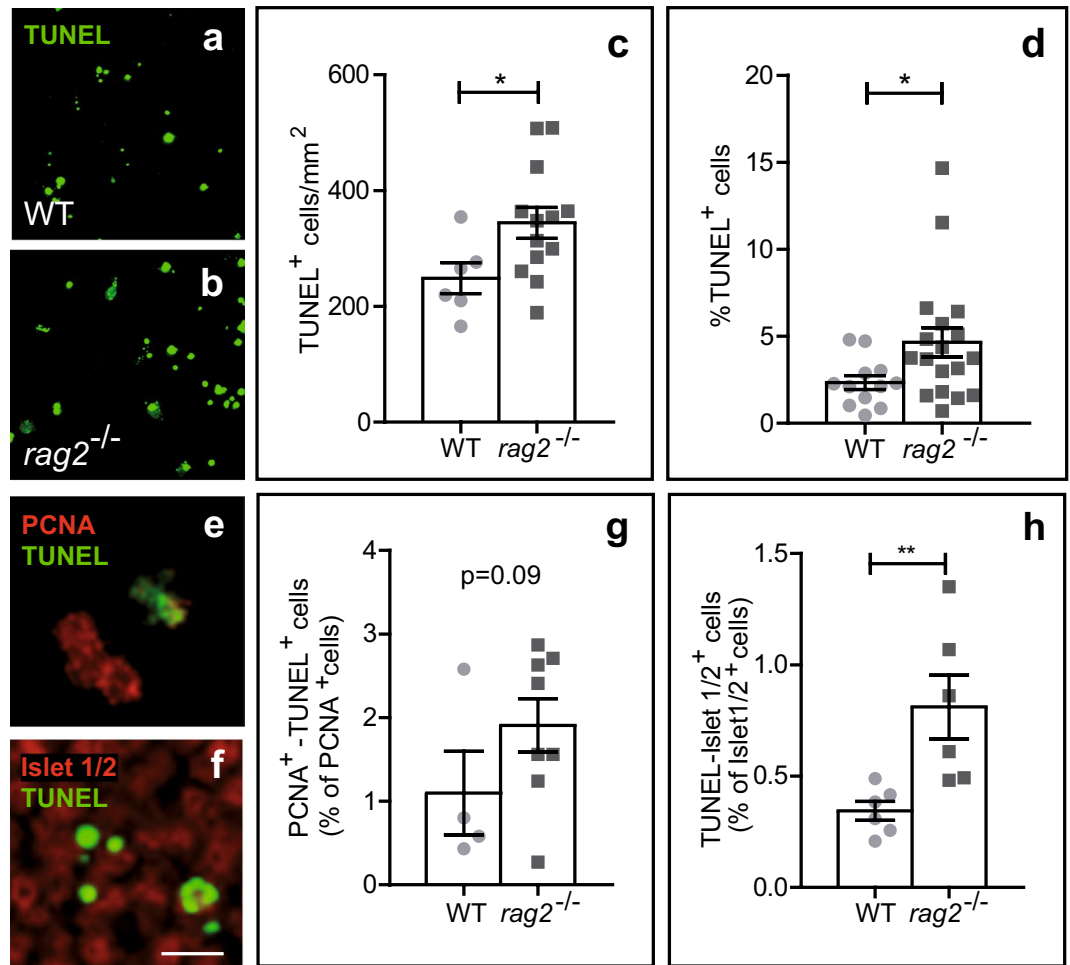 TUNEL
a
WT
b
rag2-/-
c
TUNEL+ cells/mm2
600
400
200
0
*
WT rag2-/-
d
%TUNEL+ cells
20
15
10
5
0
*
WT rag2-/-
PCNA
TUNEL
e
Islet 1/2
TUNEL
f
g
PCNA+-TUNEL+ cells
(% of PCNA+cells)
4
3
2
1
0
p=0.09
WT rag2-/-
h
TUNEL-Islet 1/2+ cells
(% of Islet1/2+ cells)
1.5
1.0
0.5
0.0
**
WT rag2-/-